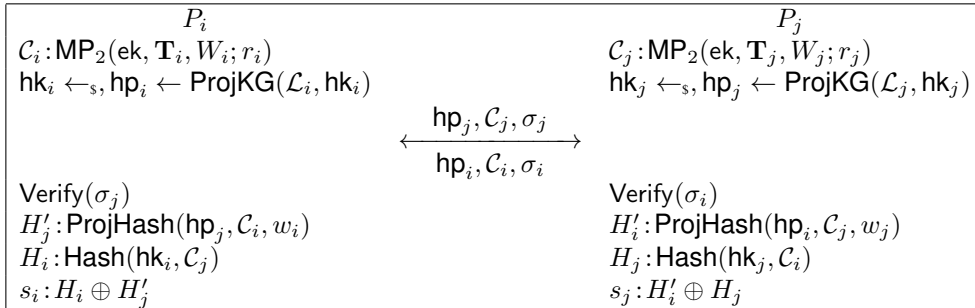 P_i P_j
C_i : MP_2(ek, T_i, W_i; r_i) C_j : MP_2(ek, T_j, W_j; r_j)
hk_i ←_$, hp_i ← ProjKG(L_i, hk_i) hk_j ←_$, hp_j ← ProjKG(L_j, hk_j)
hp_j, C_j, σ_j
hp_i, C_i, σ_i
Verify(σ_j) Verify(σ_i)
H'_j : ProjHash(hp_j, C_i, w_i) H'_i : ProjHash(hp_i, C_j, w_j)
H_i : Hash(hk_i, C_j) H_j : Hash(hk_j, C_i)
s_i : H_i ⊕ H'_j s_j : H'_i ⊕ H_j